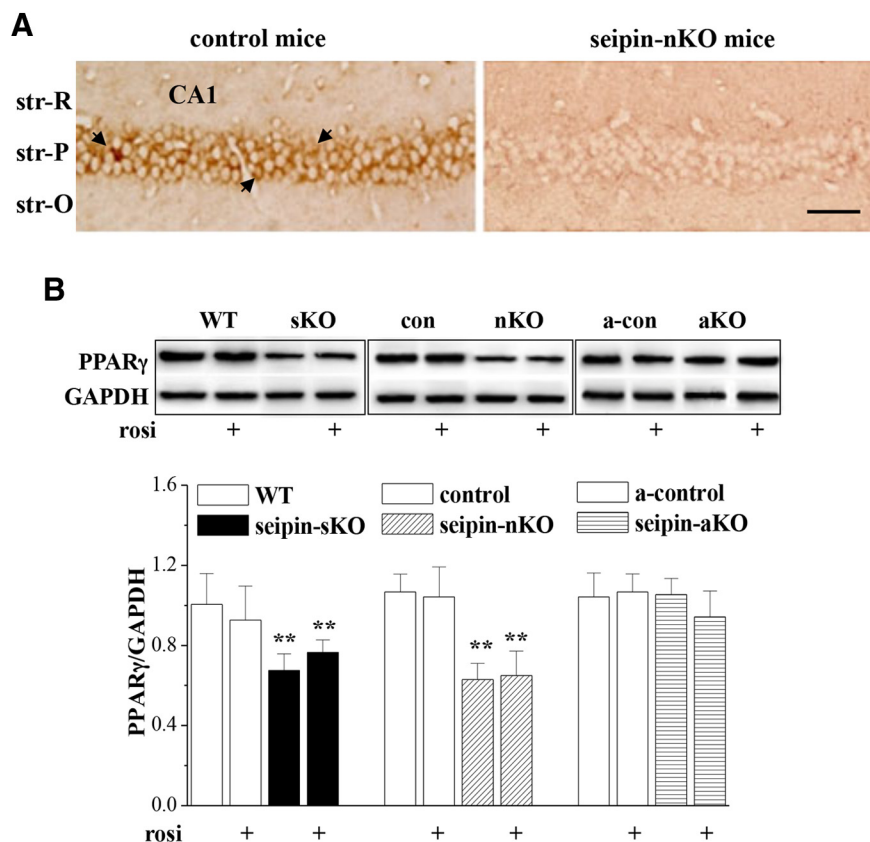 A
control mice
seipin-nKO mice
str-R
CA1
str-P
str-O
B
WT sKO con nKO a-con aKO
PPARγ
GAPDH
rosi + + + + + +
1.6
1.2
0.8
0.4
0.0
PPARγ/GAPDH
WT
seipin-sKO
control
seipin-nKO
a-control
seipin-aKO
** ** ** **
rosi + + + + + +